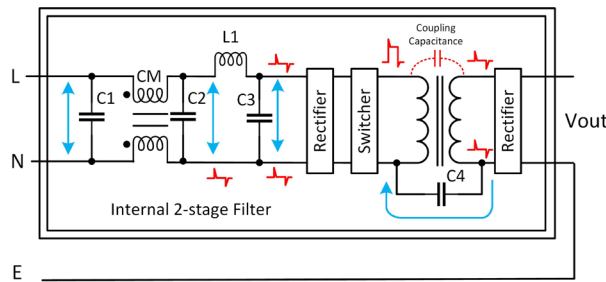 Coupling
Capacitance
L1
L
CM
C1
C2
C3
Rectifier
Switcher
Rectifier
Vout
N
C4
Internal 2-stage Filter
E